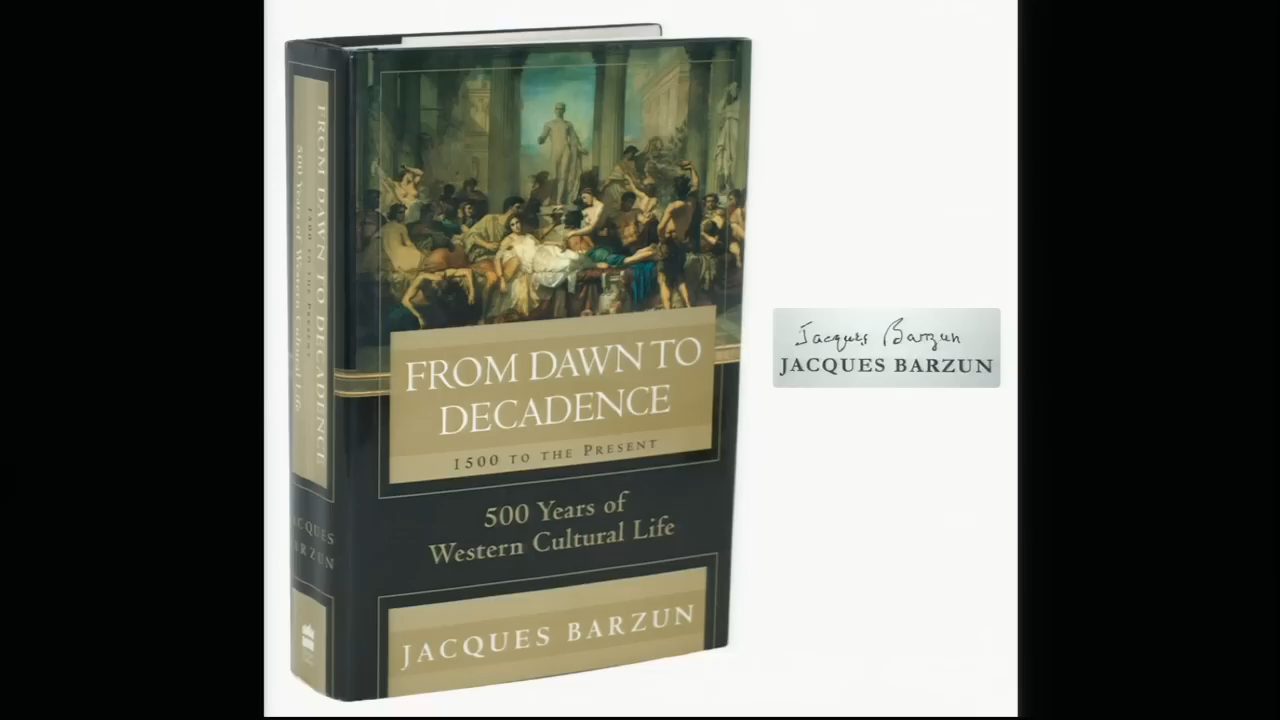 FROM DAWN TO DECADENCE
1500 TO THE PRESENT
500 Years of Western Cultural Life
JACQUES
BARZUN
FROM DAWN TO
DECADENCE
1500 TO THE PRESENT
500 Years of
Western Cultural Life
JACQUES BARZUN
Jacques Barzun
JACQUES BARZUN